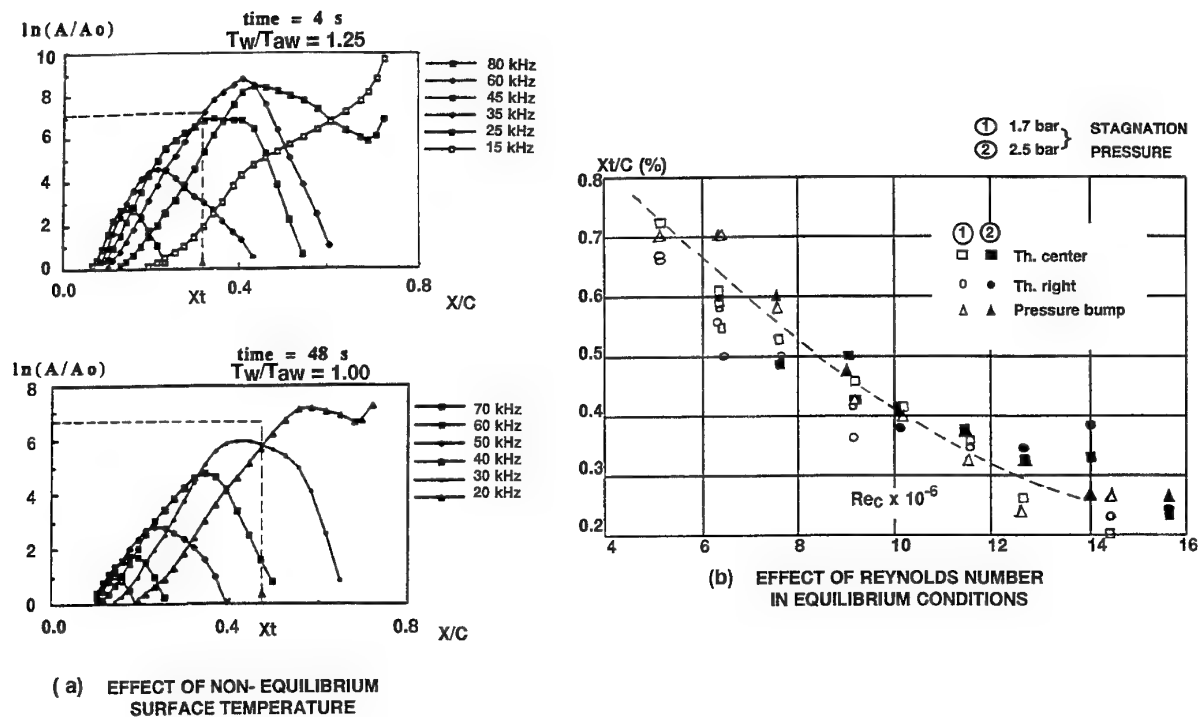 ln(A/Ao)
time = 4 s
Tw/Taw = 1.25
10
8
6
4
2
0
0.0
Xt
0.4
0.8
X/C
80 kHz
60 kHz
45 kHz
35 kHz
25 kHz
15 kHz
ln(A/Ao)
time = 48 s
Tw/Taw = 1.00
8
6
4
2
0
0.0
0.4
Xt
0.8
X/C
70 kHz
60 kHz
50 kHz
40 kHz
30 kHz
20 kHz
( a) EFFECT OF NON- EQUILIBRIUM
SURFACE TEMPERATURE
1 1.7 bar } STAGNATION
2 2.5 bar } PRESSURE
Xt/C (%)
0.8
0.7
0.6
0.5
0.4
0.3
0.2
4
6
8
10
12
14
16
1 2
Th. center
Th. right
Pressure bump
Rec x 10-6
(b) EFFECT OF REYNOLDS NUMBER
IN EQUILIBRIUM CONDITIONS